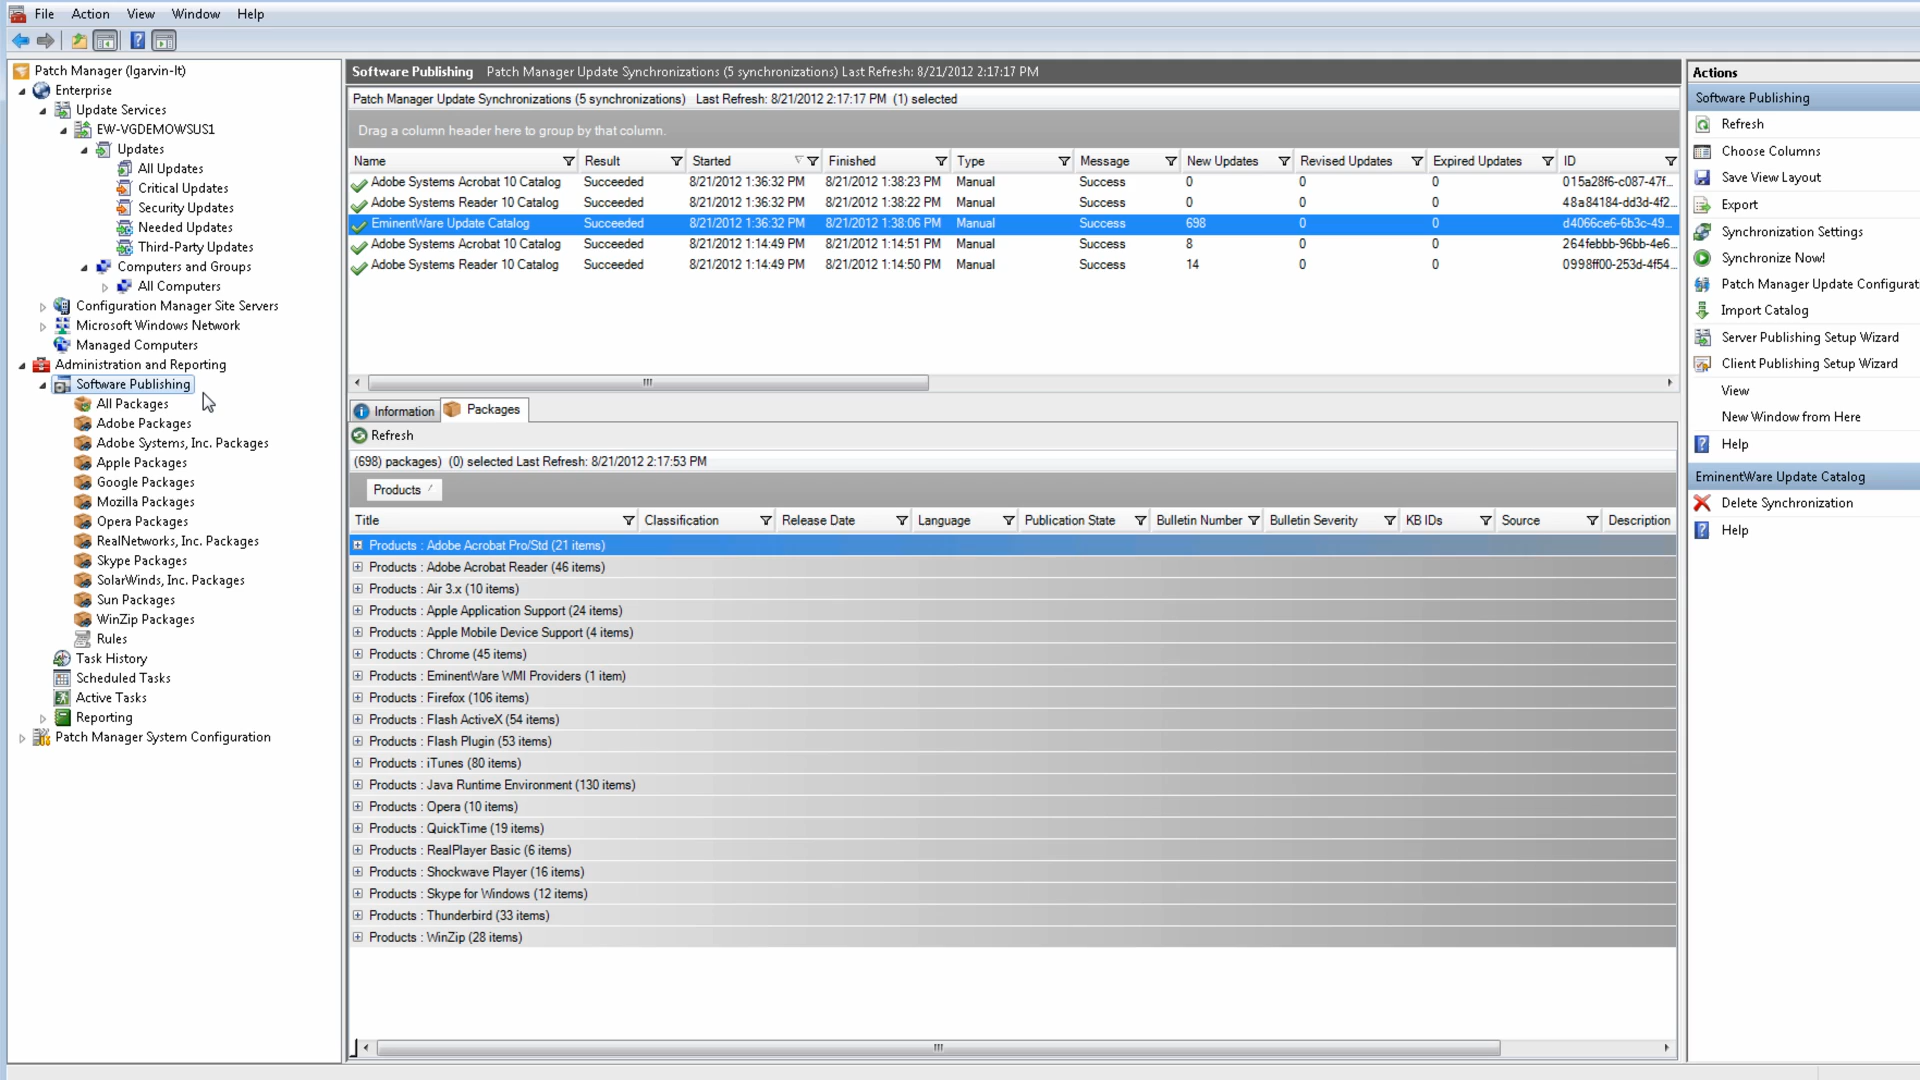 File Action View Window Help
Patch Manager (lgarvin-lt)
Enterprise
Update Services
EW-VGDEMOWSUS1
Updates
All Updates
Critical Updates
Security Updates
Needed Updates
Third-Party Updates
Computers and Groups
All Computers
Configuration Manager Site Servers
Microsoft Windows Network
Managed Computers
Administration and Reporting
Software Publishing
All Packages
Adobe Packages
Adobe Systems, Inc. Packages
Apple Packages
Google Packages
Mozilla Packages
Opera Packages
RealNetworks, Inc. Packages
Skype Packages
SolarWinds, Inc. Packages
Sun Packages
WinZip Packages
Rules
Task History
Scheduled Tasks
Active Tasks
Reporting
Patch Manager System Configuration
Software Publishing Patch Manager Update Synchronizations (5 synchronizations) Last Refresh: 8/21/2012 2:17:17 PM
Patch Manager Update Synchronizations (5 synchronizations) Last Refresh: 8/21/2012 2:17:17 PM (1) selected
Drag a column header here to group by that column.
Name Result Started Finished Type Message New Updates Revised Updates Expired Updates ID
Adobe Systems Acrobat 10 Catalog Succeeded 8/21/2012 1:36:32 PM 8/21/2012 1:38:23 PM Manual Success 0 0 0 015a28f6-c087-47f...
Adobe Systems Reader 10 Catalog Succeeded 8/21/2012 1:36:32 PM 8/21/2012 1:38:22 PM Manual Success 0 0 0 48a84184-dd3d-4f2...
EminentWare Update Catalog Succeeded 8/21/2012 1:36:32 PM 8/21/2012 1:38:06 PM Manual Success 698 0 0 d4066ce6-6b3c-49...
Adobe Systems Acrobat 10 Catalog Succeeded 8/21/2012 1:14:49 PM 8/21/2012 1:14:51 PM Manual Success 8 0 0 264febbb-96bb-4e6...
Adobe Systems Reader 10 Catalog Succeeded 8/21/2012 1:14:49 PM 8/21/2012 1:14:50 PM Manual Success 14 0 0 0998ff00-253d-4f54...
Information Packages
Refresh
(698) packages) (0) selected Last Refresh: 8/21/2012 2:17:53 PM
Products
Title Classification Release Date Language Publication State Bulletin Number Bulletin Severity KB IDs Source Description
Products : Adobe Acrobat Pro/Std (21 items)
Products : Adobe Acrobat Reader (46 items)
Products : Air 3.x (10 items)
Products : Apple Application Support (24 items)
Products : Apple Mobile Device Support (4 items)
Products : Chrome (45 items)
Products : EminentWare WMI Providers (1 item)
Products : Firefox (106 items)
Products : Flash ActiveX (54 items)
Products : Flash Plugin (53 items)
Products : iTunes (80 items)
Products : Java Runtime Environment (130 items)
Products : Opera (10 items)
Products : QuickTime (19 items)
Products : RealPlayer Basic (6 items)
Products : Shockwave Player (16 items)
Products : Skype for Windows (12 items)
Products : Thunderbird (33 items)
Products : WinZip (28 items)
Actions
Software Publishing
Refresh
Choose Columns
Save View Layout
Export
Synchronization Settings
Synchronize Now!
Patch Manager Update Configurat
Import Catalog
Server Publishing Setup Wizard
Client Publishing Setup Wizard
View
New Window from Here
Help
EminentWare Update Catalog
Delete Synchronization
Help